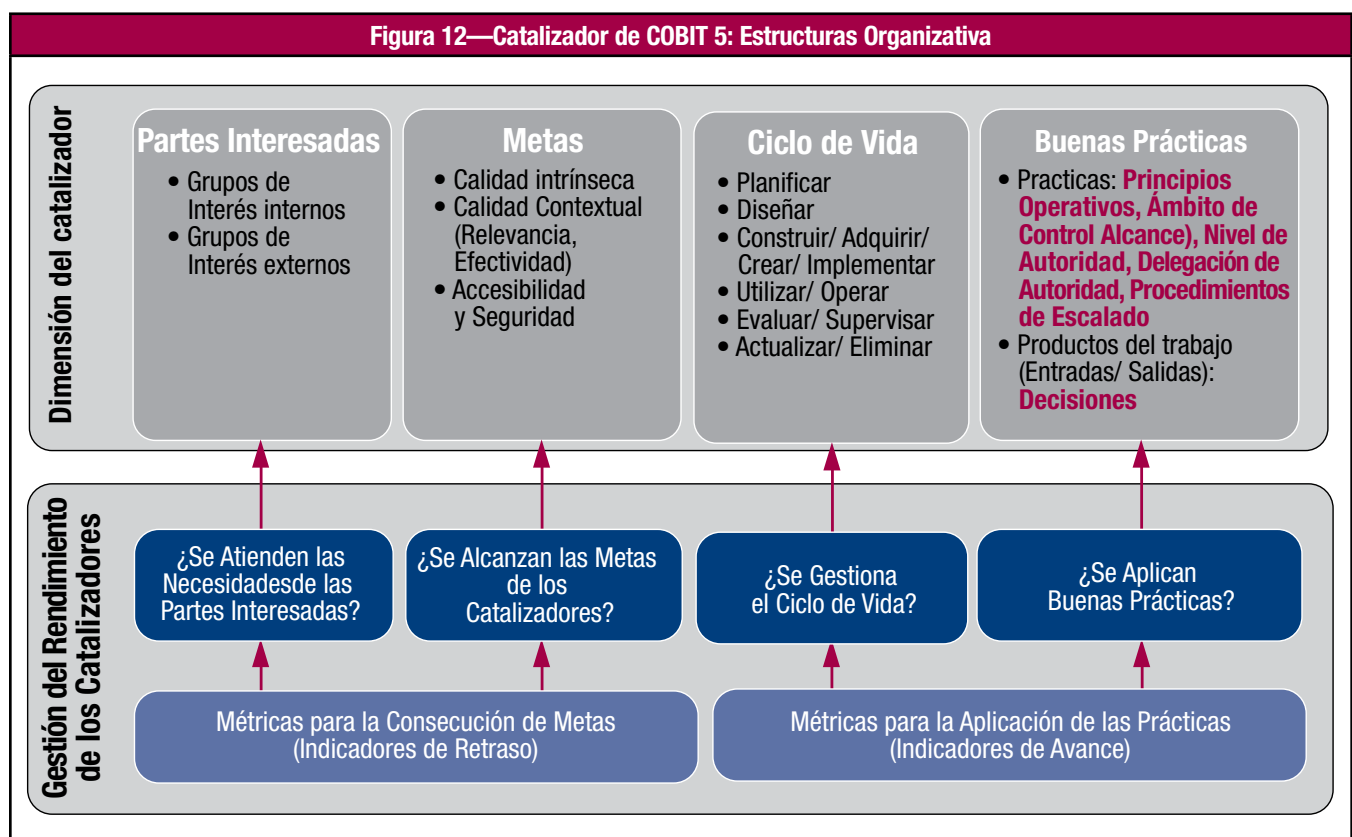 Figura 12—Catalizador de COBIT 5: Estructuras Organizativa
Dimensión del catalizador
Partes Interesadas
• Grupos de
Interés internos
• Grupos de
Interés externos
Metas
• Calidad intrínseca
• Calidad Contextual
(Relevancia,
Efectividad)
• Accesibilidad
y Seguridad
Ciclo de Vida
• Planificar
• Diseñar
• Construir/ Adquirir/
Crear/ Implementar
• Utilizar/ Operar
• Evaluar/ Supervisar
• Actualizar/ Eliminar
Buenas Prácticas
• Practicas: Principios
Operativos, Ámbito de
Control Alcance), Nivel de
Autoridad, Delegación de
Autoridad, Procedimientos
de Escalado
• Productos del trabajo
(Entradas/ Salidas):
Decisiones
Gestión del Rendimiento
de los Catalizadores
¿Se Atienden las
Necesidadesde las
Partes Interesadas?
¿Se Alcanzan las Metas
de los
Catalizadores?
¿Se Gestiona
el Ciclo de Vida?
¿Se Aplican
Buenas Prácticas?
Métricas para la Consecución de Metas
(Indicadores de Retraso)
Métricas para la Aplicación de las Prácticas
(Indicadores de Avance)